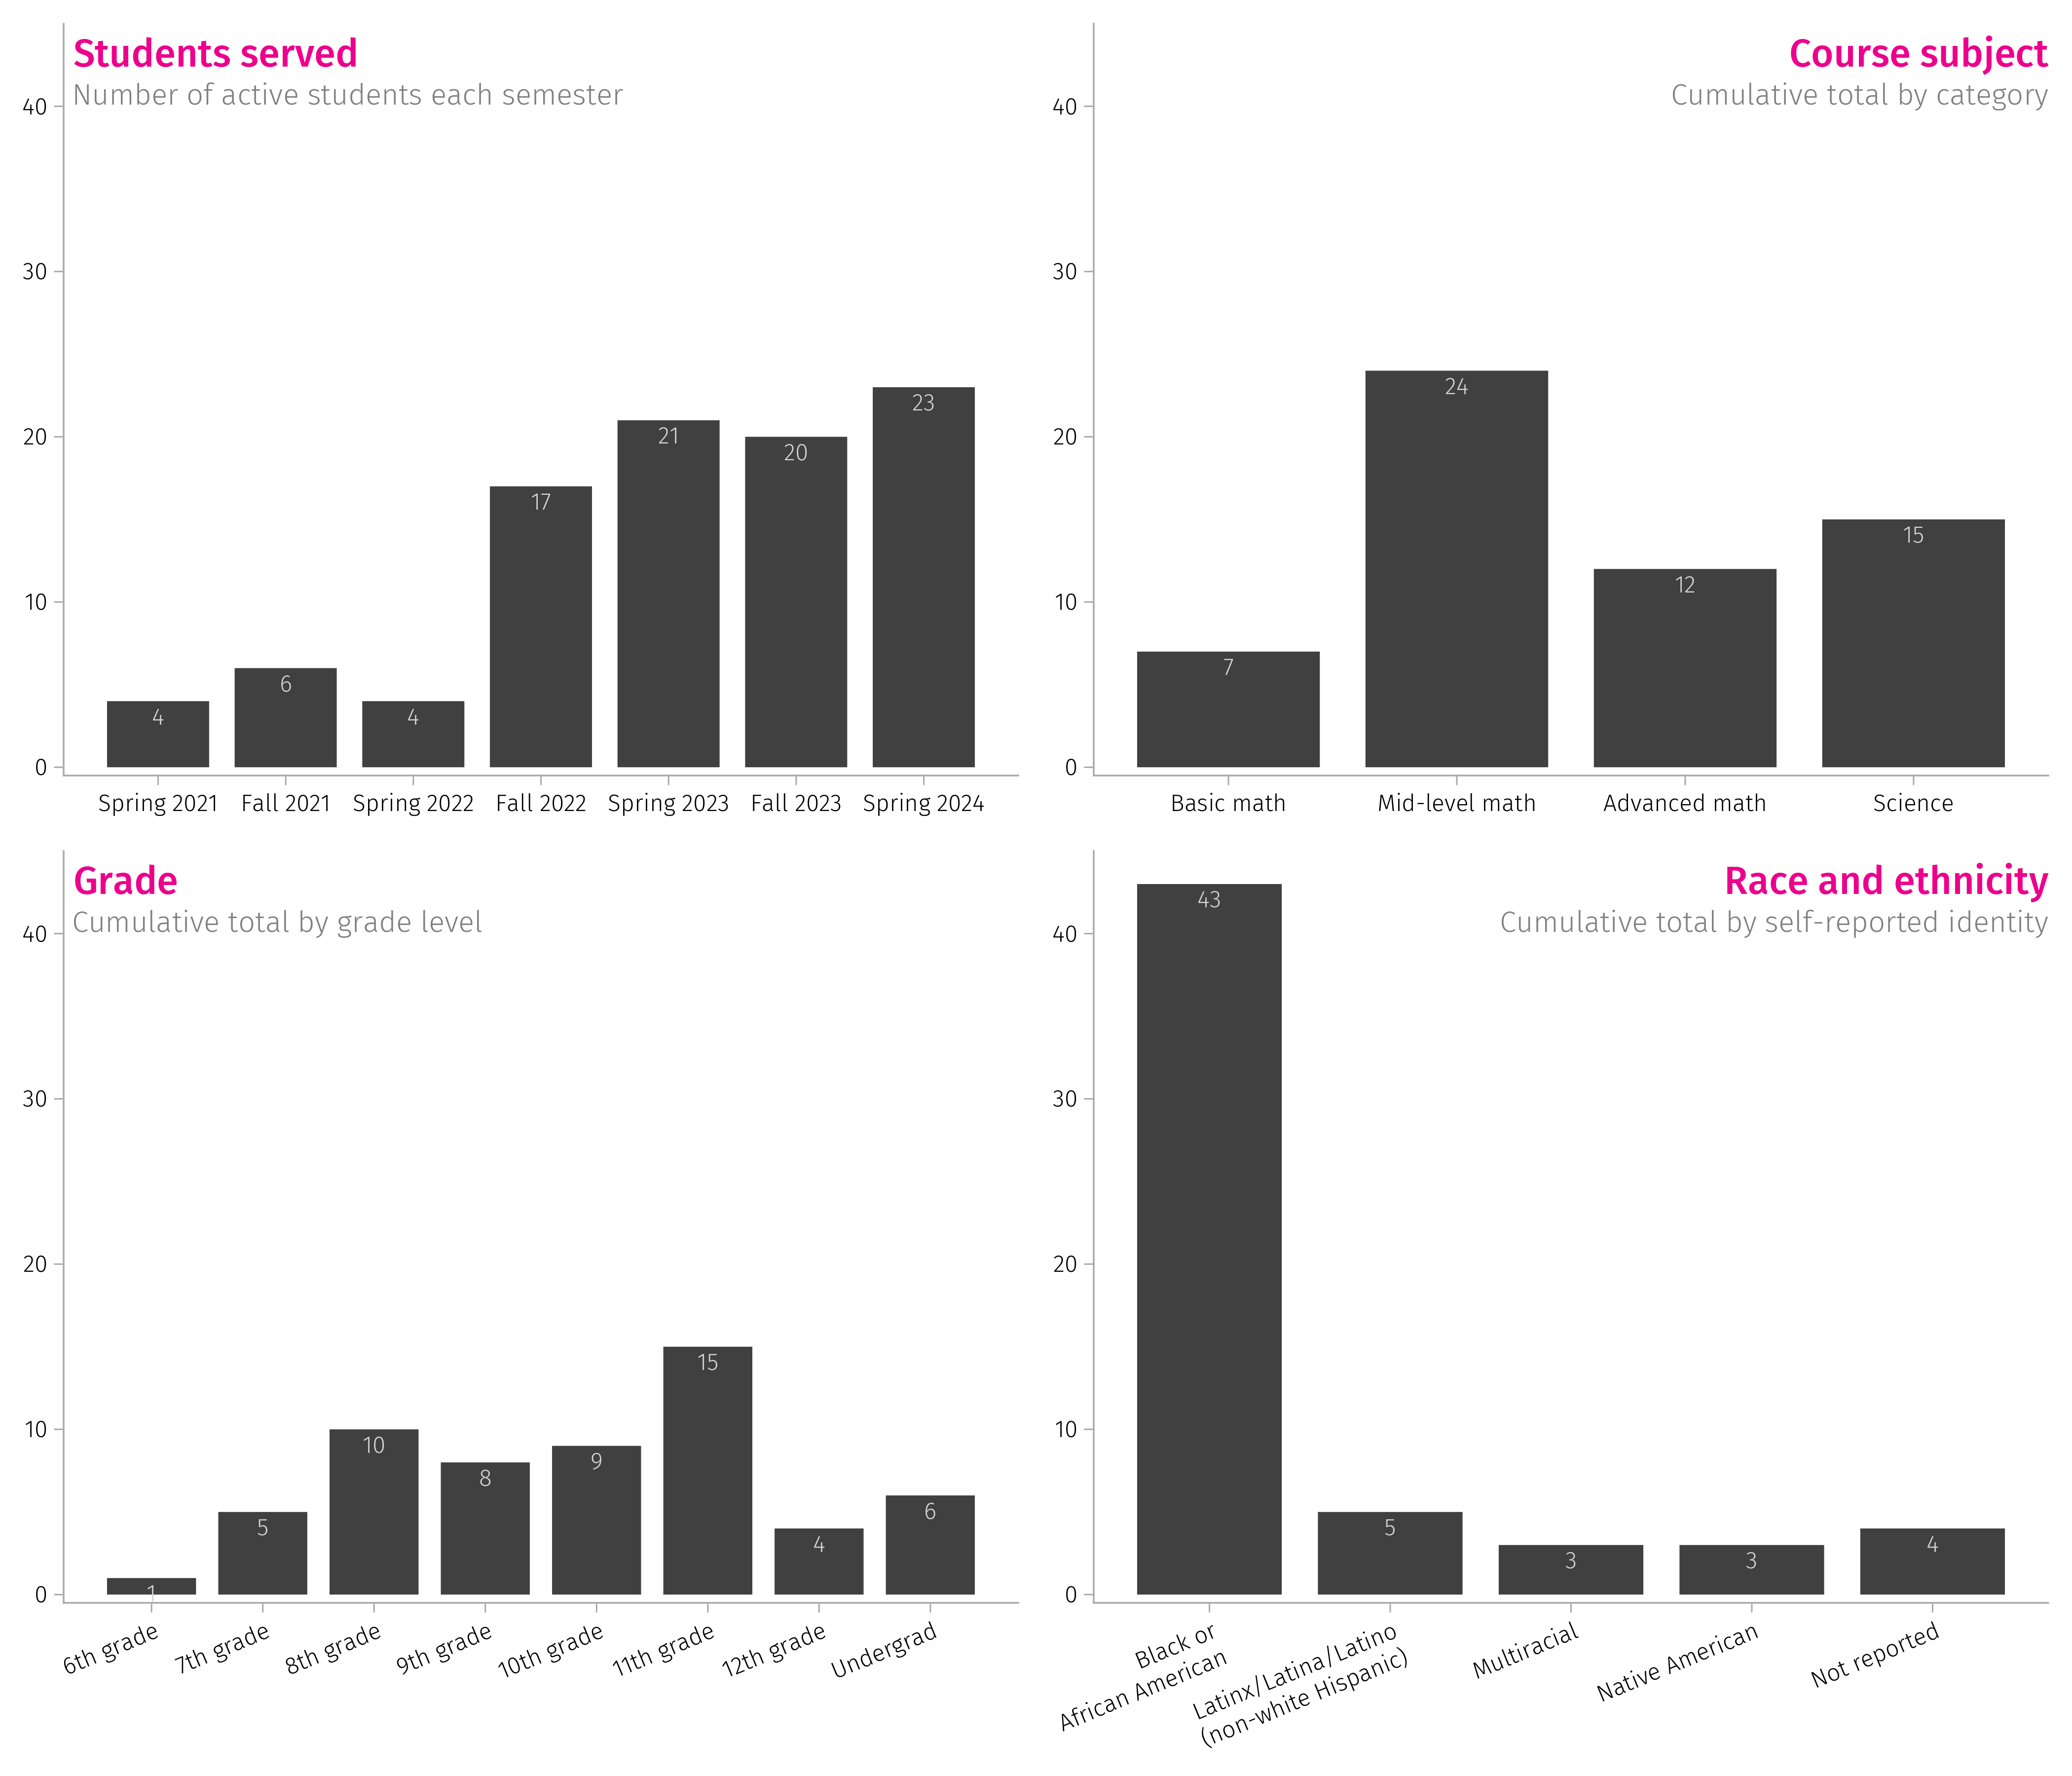 Students served
Number of active students each semester
40
30
20
10
0
4
6
4
17
21
20
23
Spring 2021
Fall 2021
Spring 2022
Fall 2022
Spring 2023
Fall 2023
Spring 2024
Course subject
Cumulative total by category
40
30
20
10
0
7
24
12
15
Basic math
Mid-level math
Advanced math
Science
Grade
Cumulative total by grade level
40
30
20
10
0
1
5
10
8
9
15
4
6
6th grade
7th grade
8th grade
9th grade
10th grade
11th grade
12th grade
Undergrad
Race and ethnicity
Cumulative total by self-reported identity
40
30
20
10
0
43
5
3
3
4
Black or
African American
Latinx/Latina/Latino
(non-white Hispanic)
Multiracial
Native American
Not reported